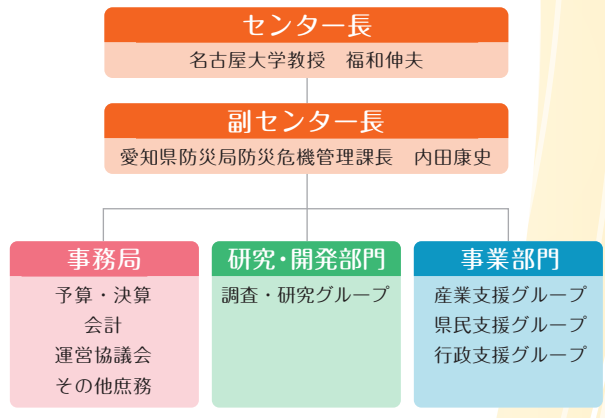 センター長
名古屋大学教授　福和伸夫
副センター長
愛知県防災局防災危機管理課長　内田康史
事務局
予算・決算
会計
運営協議会
その他庶務
研究・開発部門
調査・研究グループ
事業部門
産業支援グループ
県民支援グループ
行政支援グループ